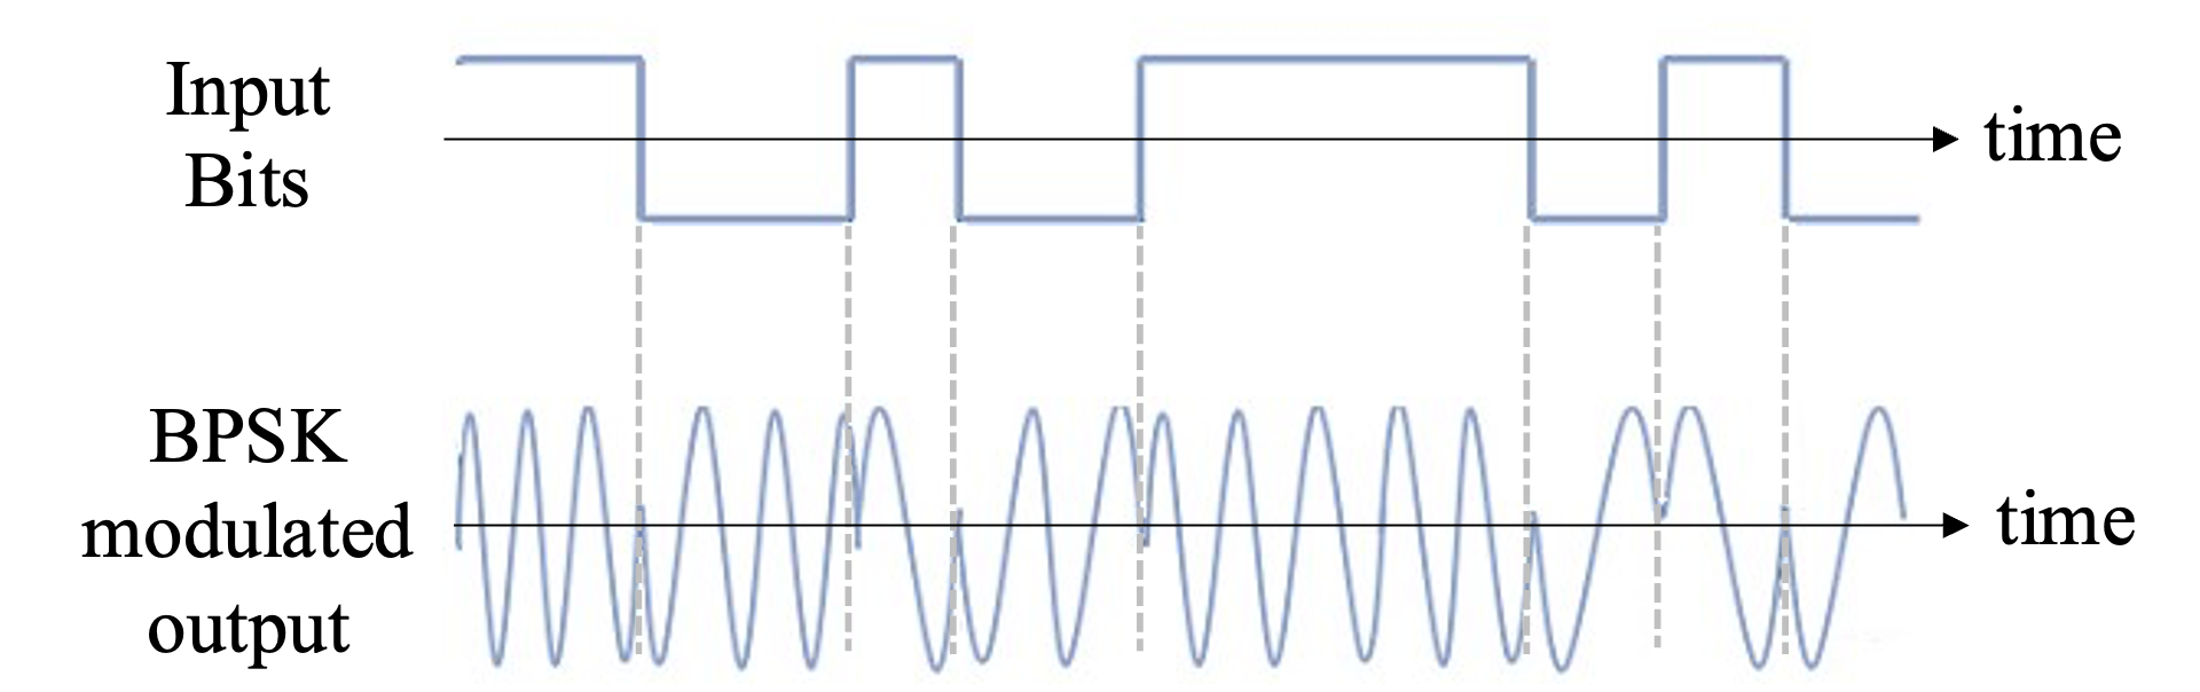 Input
Bits
time
BPSK
modulated
output
time